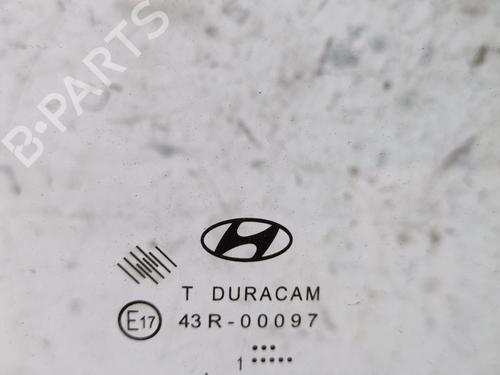 B-PARTS
T DURACAM
E17 43R-00097
1